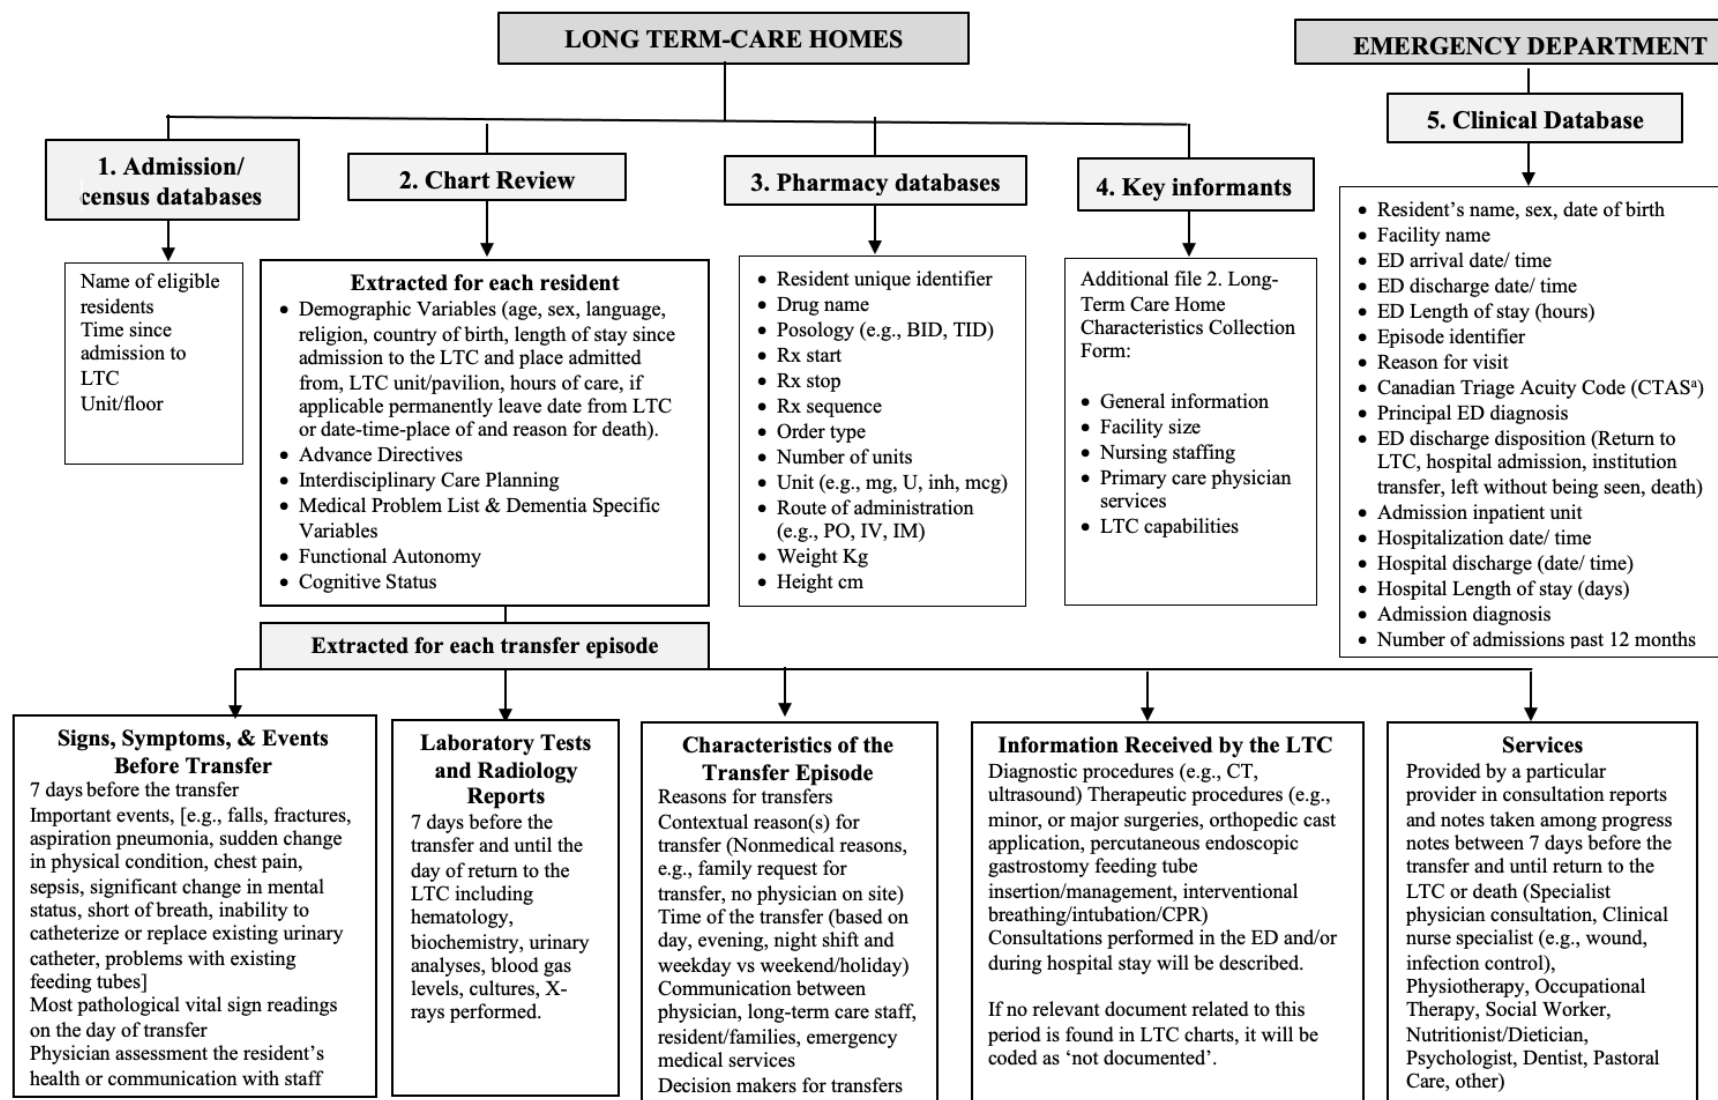 LONG TERM-CARE HOMES
EMERGENCY DEPARTMENT
1. Admission/
census databases
2. Chart Review
3. Pharmacy databases
4. Key informants
5. Clinical Database
Name of eligible
residents
Time since
admission to
LTC
Unit/floor
Extracted for each resident
• Demographic Variables (age, sex, language,
religion, country of birth, length of stay since
admission to the LTC and place admitted
from, LTC unit/pavilion, hours of care, if
applicable permanently leave date from LTC
or date-time-place of and reason for death).
• Advance Directives
• Interdisciplinary Care Planning
• Medical Problem List & Dementia Specific
Variables
• Functional Autonomy
• Cognitive Status
• Resident unique identifier
• Drug name
• Posology (e.g., BID, TID)
• Rx start
• Rx stop
• Rx sequence
• Order type
• Number of units
• Unit (e.g., mg, U, inh, mcg)
• Route of administration
(e.g., PO, IV, IM)
• Weight Kg
• Height cm
Additional file 2. Long-
Term Care Home
Characteristics Collection
Form:
• General information
• Facility size
• Nursing staffing
• Primary care physician
services
• LTC capabilities
• Resident's name, sex, date of birth
• Facility name
• ED arrival date/ time
• ED discharge date/ time
• ED Length of stay (hours)
• Episode identifier
• Reason for visit
• Canadian Triage Acuity Code (CTASª)
• Principal ED diagnosis
• ED discharge disposition (Return to
LTC, hospital admission, institution
transfer, left without being seen, death)
• Admission inpatient unit
• Hospitalization date/ time
• Hospital discharge (date/ time)
• Hospital Length of stay (days)
• Admission diagnosis
• Number of admissions past 12 months
Extracted for each transfer episode
Signs, Symptoms, & Events
Before Transfer
7 days before the transfer
Important events, [e.g., falls, fractures,
aspiration pneumonia, sudden change
in physical condition, chest pain,
sepsis, significant change in mental
status, short of breath, inability to
catheterize or replace existing urinary
catheter, problems with existing
feeding tubes]
Most pathological vital sign readings
on the day of transfer
Physician assessment the resident's
health or communication with staff
Laboratory Tests
and Radiology
Reports
7 days before the
transfer and until the
day of return to the
LTC including
hematology,
biochemistry, urinary
analyses, blood gas
levels, cultures, X-
rays performed.
Characteristics of the
Transfer Episode
Reasons for transfers
Contextual reason(s) for
transfer (Nonmedical reasons,
e.g., family request for
transfer, no physician on site)
Time of the transfer (based on
day, evening, night shift and
weekday vs weekend/holiday)
Communication between
physician, long-term care staff,
resident/families, emergency
medical services
Decision makers for transfers
Information Received by the LTC
Diagnostic procedures (e.g., CT,
ultrasound) Therapeutic procedures (e.g.,
minor, or major surgeries, orthopedic cast
application, percutaneous endoscopic
gastrostomy feeding tube
insertion/management, interventional
breathing/intubation/CPR)
Consultations performed in the ED and/or
during hospital stay will be described.
If no relevant document related to this
period is found in LTC charts, it will be
coded as 'not documented'.
Services
Provided by a particular
provider in consultation reports
and notes taken among progress
notes between 7 days before the
transfer and until return to the
LTC or death (Specialist
physician consultation, Clinical
nurse specialist (e.g., wound,
infection control),
Physiotherapy, Occupational
Therapy, Social Worker,
Nutritionist/Dietician,
Psychologist, Dentist, Pastoral
Care, other)